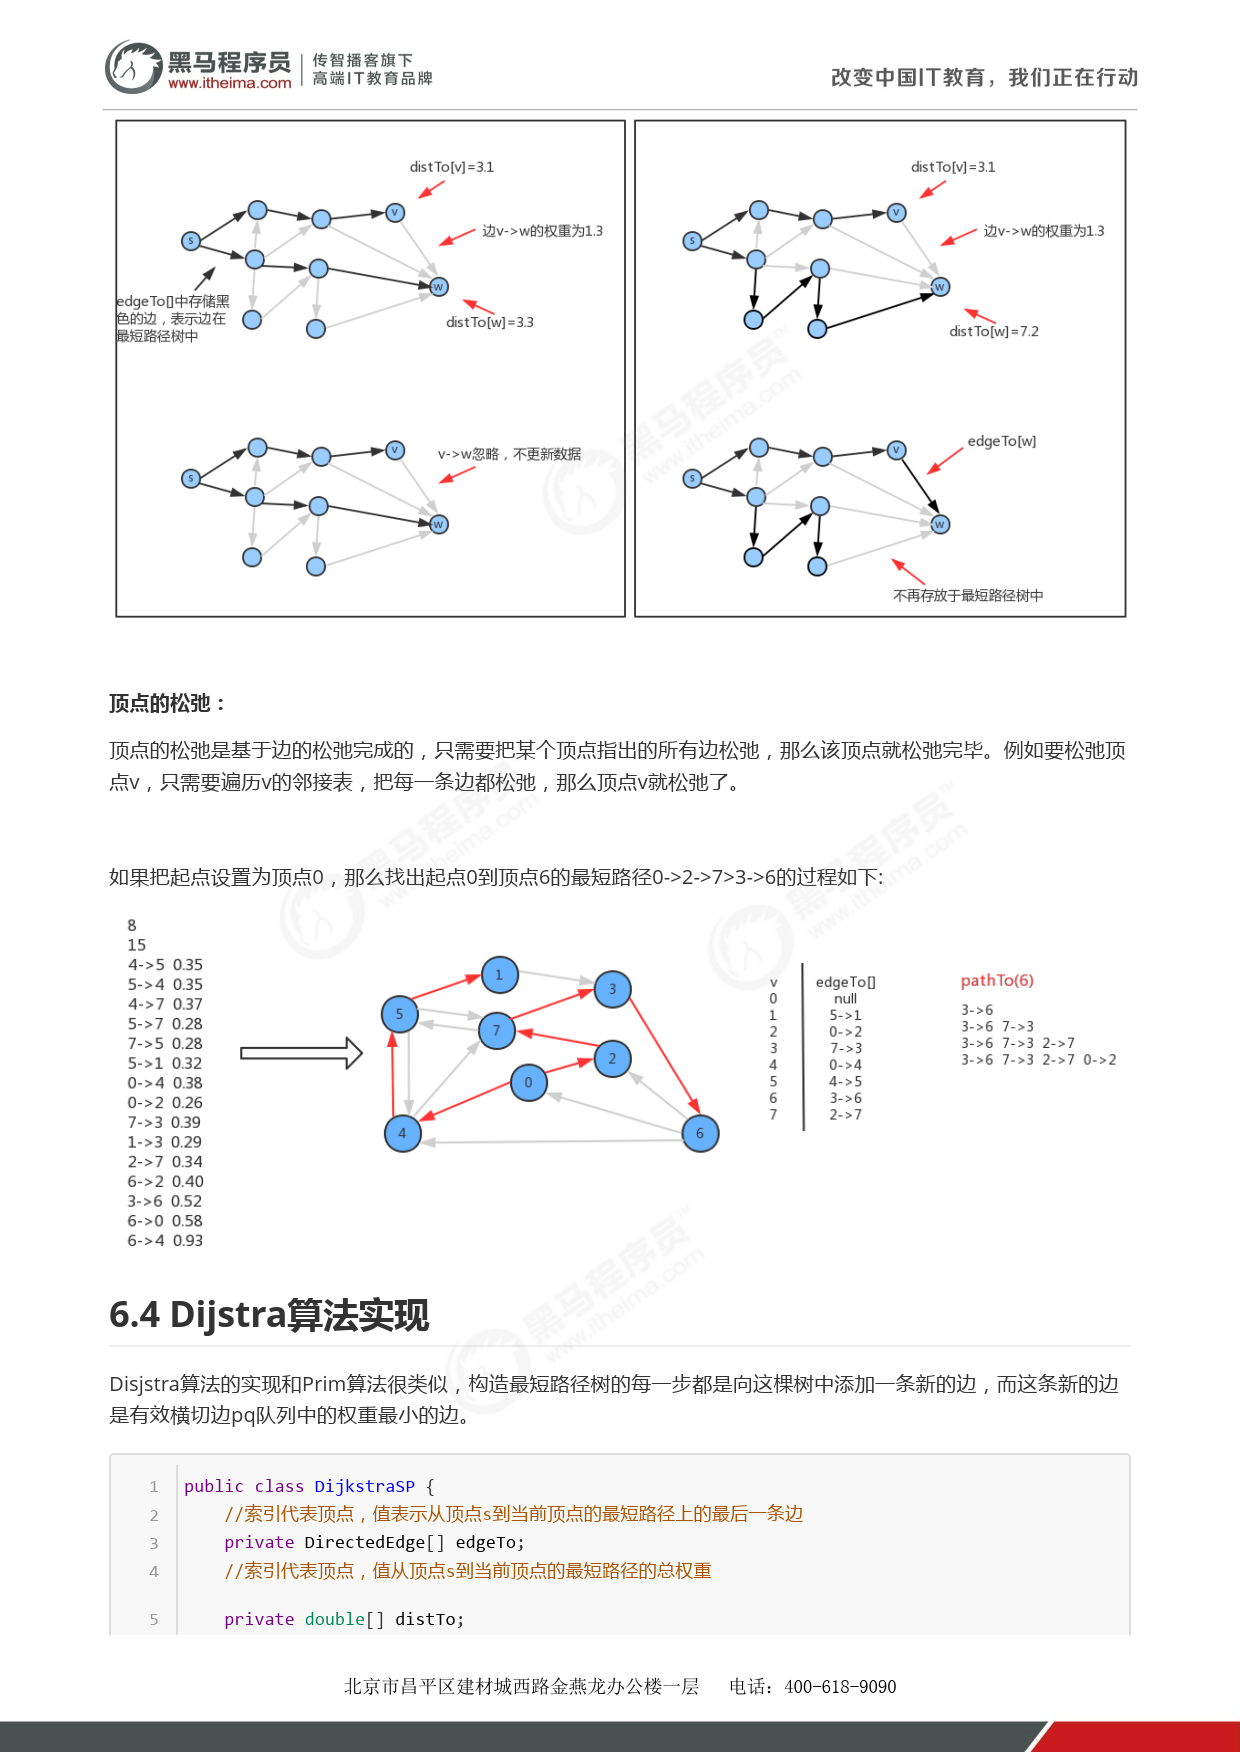 黑马程序员
www.itheima.com
传智播客旗下
高端IT教育品牌
改变中国IT教育，我们正在行动
distTo[v]=3.1
v
边v->w的权重为1.3
s
w
edgeTo[]中存储黑
色的边，表示边在
最短路径树中
distTo[w]=3.3
v
v->w忽略，不更新数据
s
w
distTo[v]=3.1
v
边v->w的权重为1.3
s
w
distTo[w]=7.2
edgeTo[w]
v
s
w
不再存放于最短路径树中
顶点的松弛：
顶点的松弛是基于边的松弛完成的，只需要把某个顶点指出的所有边松弛，那么该顶点就松弛完毕。例如要松弛顶
点v，只需要遍历v的邻接表，把每一条边都松弛，那么顶点v就松弛了。
如果把起点设置为顶点0，那么找出起点0到顶点6的最短路径0->2->7>3->6的过程如下:
8
15
4->5 0.35
5->4 0.35
4->7 0.37
5->7 0.28
7->5 0.28
5->1 0.32
0->4 0.38
0->2 0.26
7->3 0.39
1->3 0.29
2->7 0.34
6->2 0.40
3->6 0.52
6->0 0.58
6->4 0.93
1
3
5
7
2
0
4
6
v edgeTo[]
0 null
1 5->1
2 0->2
3 7->3
4 0->4
5 4->5
6 3->6
7 2->7
pathTo(6)
3->6
3->6 7->3
3->6 7->3 2->7
3->6 7->3 2->7 0->2
6.4 Dijstra算法实现
Disjstra算法的实现和Prim算法很类似，构造最短路径树的每一步都是向这棵树中添加一条新的边，而这条新的边
是有效横切边pq队列中的权重最小的边。
1 public class DijkstraSP {
2 //索引代表顶点，值表示从顶点s到当前顶点的最短路径上的最后一条边
3 private DirectedEdge[] edgeTo;
4 //索引代表顶点，值从顶点s到当前顶点的最短路径的总权重
5 private double[] distTo;
北京市昌平区建材城西路金燕龙办公楼一层 电话：400-618-9090